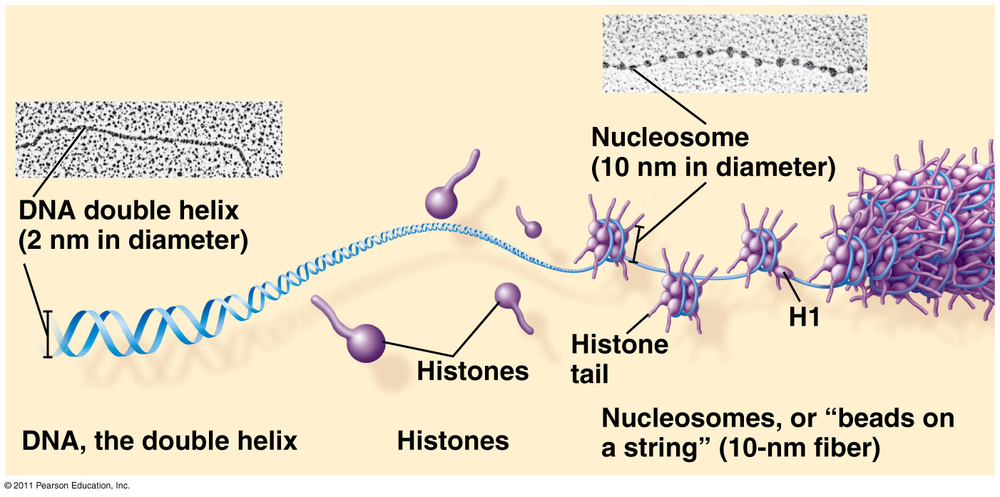 Nucleosome
(10 nm in diameter)
DNA double helix
(2 nm in diameter)
H1
Histone
tail
Histones
DNA, the double helix
Histones
Nucleosomes, or “beads on
a string” (10-nm fiber)
© 2011 Pearson Education, Inc.